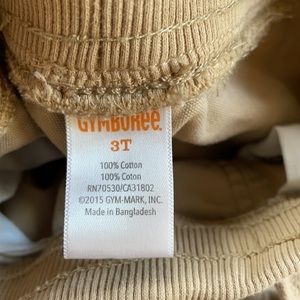 GYMBOREE.
3T
100% Cotton
100% Coton
RN70530/CA31802
©2015 GYM-MARK, INC.
Made in Bangladesh